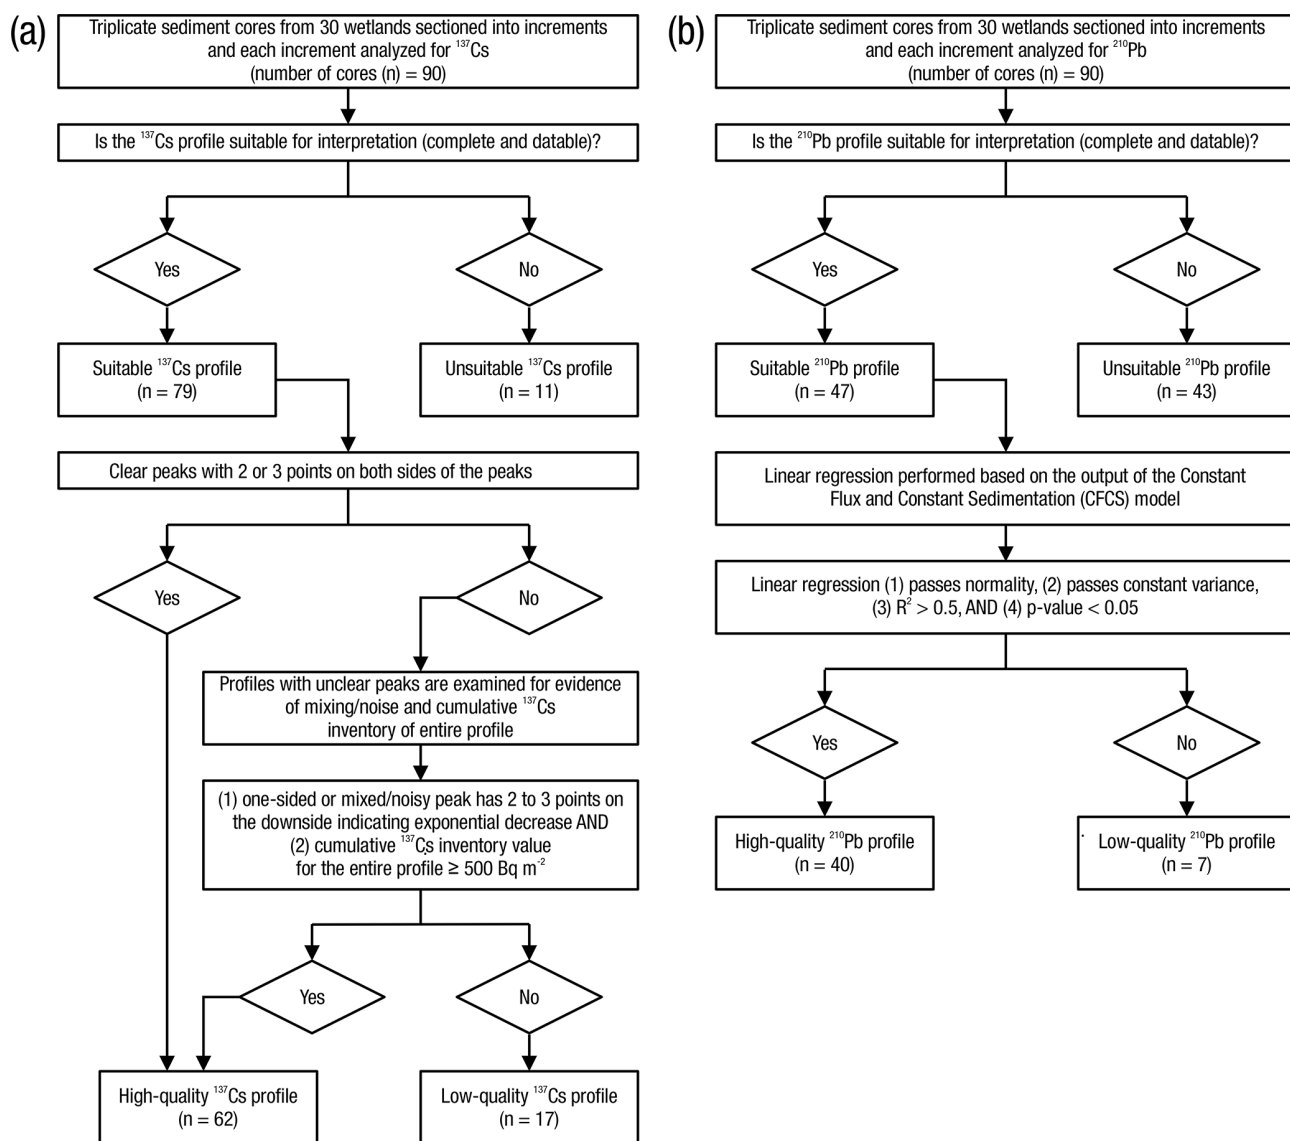 (a)
Triplicate sediment cores from 30 wetlands sectioned into increments
and each increment analyzed for ¹³⁷Cs
(number of cores (n) = 90)
Is the ¹³⁷Cs profile suitable for interpretation (complete and datable)?
Yes
No
Suitable ¹³⁷Cs profile
(n = 79)
Unsuitable ¹³⁷Cs profile
(n = 11)
Clear peaks with 2 or 3 points on both sides of the peaks
Yes
No
Profiles with unclear peaks are examined for evidence
of mixing/noise and cumulative ¹³⁷Cs
inventory of entire profile
(1) one-sided or mixed/noisy peak has 2 to 3 points on
the downside indicating exponential decrease AND
(2) cumulative ¹³⁷Cs inventory value
for the entire profile ≥ 500 Bq m⁻²
Yes
No
High-quality ¹³⁷Cs profile
(n = 62)
Low-quality ¹³⁷Cs profile
(n = 17)
(b)
Triplicate sediment cores from 30 wetlands sectioned into increments
and each increment analyzed for ²¹⁰Pb
(number of cores (n) = 90)
Is the ²¹⁰Pb profile suitable for interpretation (complete and datable)?
Yes
No
Suitable ²¹⁰Pb profile
(n = 47)
Unsuitable ²¹⁰Pb profile
(n = 43)
Linear regression performed based on the output of the Constant
Flux and Constant Sedimentation (CFCS) model
Linear regression (1) passes normality, (2) passes constant variance,
(3) R² > 0.5, AND (4) p-value < 0.05
Yes
No
High-quality ²¹⁰Pb profile
(n = 40)
Low-quality ²¹⁰Pb profile
(n = 7)